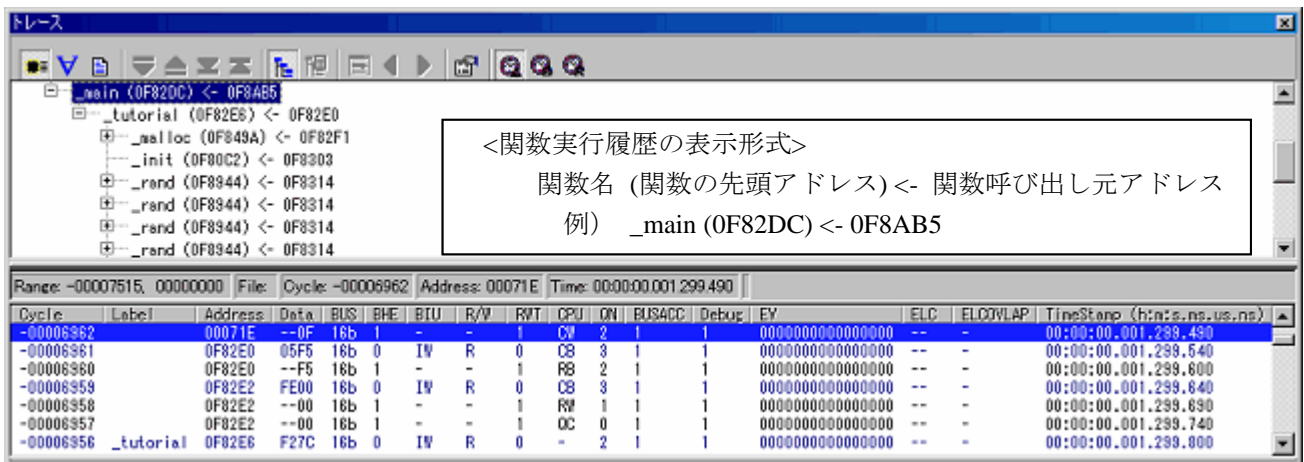 トレース
_main (0F82DC) <- 0F8AB5
_tutorial (0F82E6) <- 0F82E0
_malloc (0F849A) <- 0F82F1
_init (0F80C2) <- 0F8303
_rand (0F8944) <- 0F8314
_rand (0F8944) <- 0F8314
_rand (0F8944) <- 0F8314
_rand (0F8944) <- 0F8314
<関数実行履歴の表示形式>
関数名 (関数の先頭アドレス) <- 関数呼び出し元アドレス
例） _main (0F82DC) <- 0F8AB5
Range: -00007515, 00000000 File: Cycle: -00006962 Address: 00071E Time: 00:00:00.001.299.490
Cycle Label Address Data BUS BHE BIU R/W RWT CPU QN BUSACC Debug EV ELC ELCOVLAP TimeStamp (h:m:s.ms.us.ns)
-00006962 00071E --0F 16b 1 - - 1 CW 2 1 1 0000000000000000 -- - 00:00:00.001.299.490
-00006961 0F82E0 05F5 16b 0 IW R 0 CB 3 1 1 0000000000000000 -- - 00:00:00.001.299.540
-00006960 0F82E0 --F5 16b 1 - - 1 RB 2 1 1 0000000000000000 -- - 00:00:00.001.299.600
-00006959 0F82E2 FE00 16b 0 IW R 0 CB 3 1 1 0000000000000000 -- - 00:00:00.001.299.640
-00006958 0F82E2 --00 16b 1 - - 1 RW 1 1 1 0000000000000000 -- - 00:00:00.001.299.690
-00006957 0F82E2 --00 16b 1 - - 1 OC 0 1 1 0000000000000000 -- - 00:00:00.001.299.740
-00006956 _tutorial 0F82E6 F27C 16b 0 IW R 0 - 2 1 1 0000000000000000 -- - 00:00:00.001.299.800